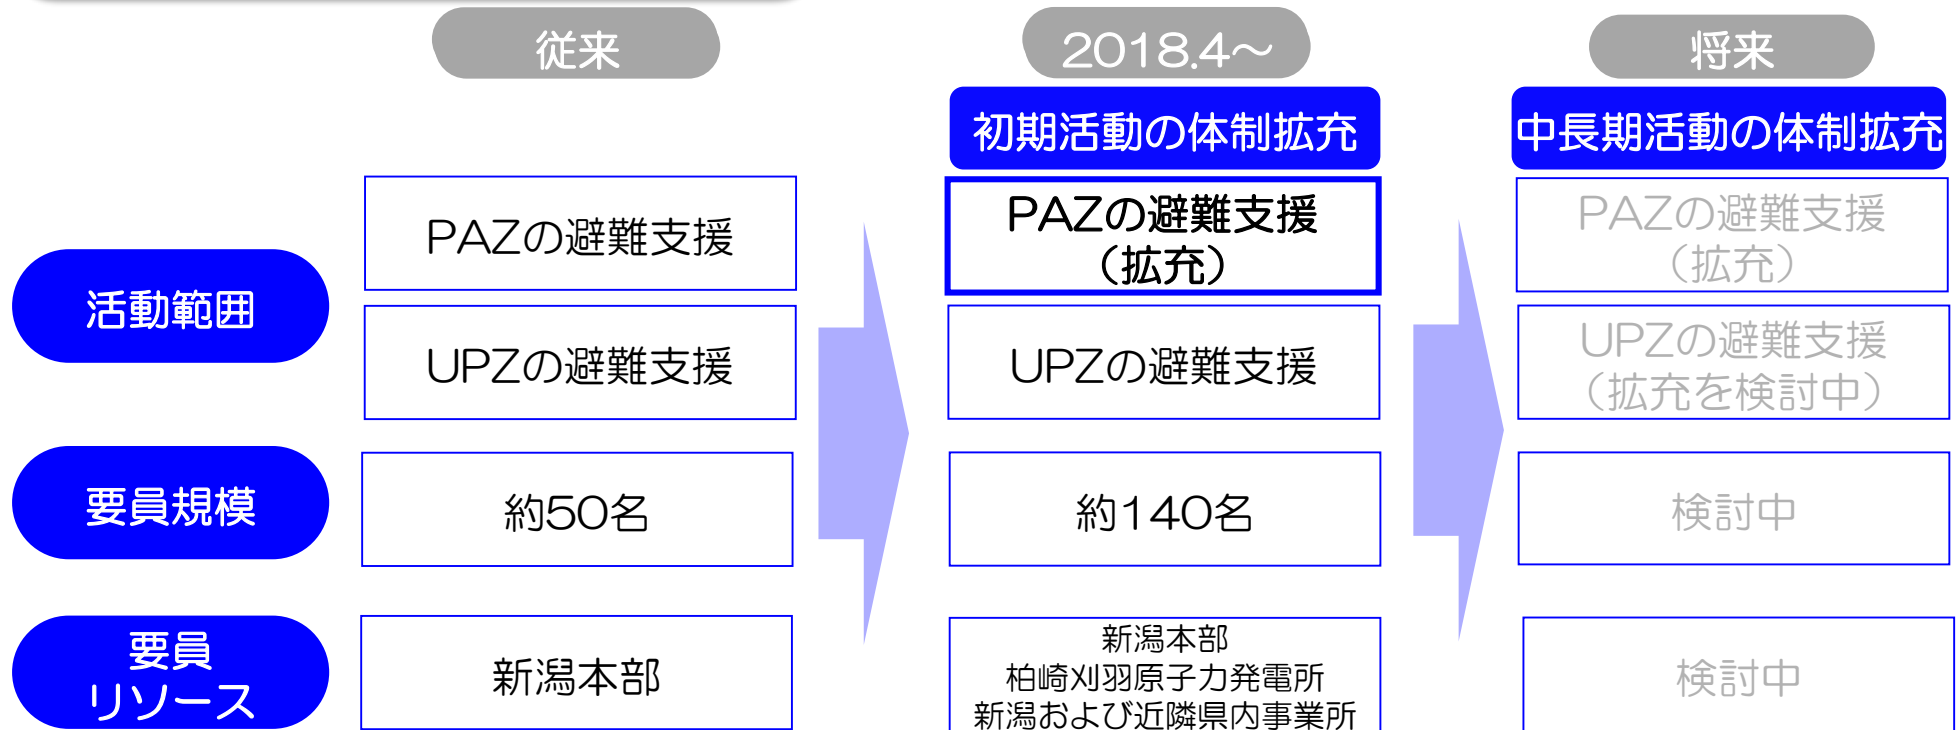 従来
2018.4～
将来
初期活動の体制拡充
中長期活動の体制拡充
活動範囲
PAZの避難支援
PAZの避難支援
（拡充）
PAZの避難支援
（拡充）
UPZの避難支援
UPZの避難支援
UPZの避難支援
（拡充を検討中）
要員規模
約50名
約140名
検討中
要員
リソース
新潟本部
新潟本部
柏崎刈羽原子力発電所
新潟および近隣県内事業所
検討中